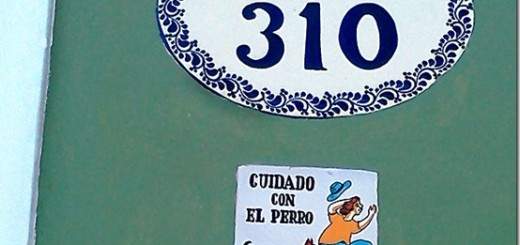 310
CUIDADO
CON
EL PERRO